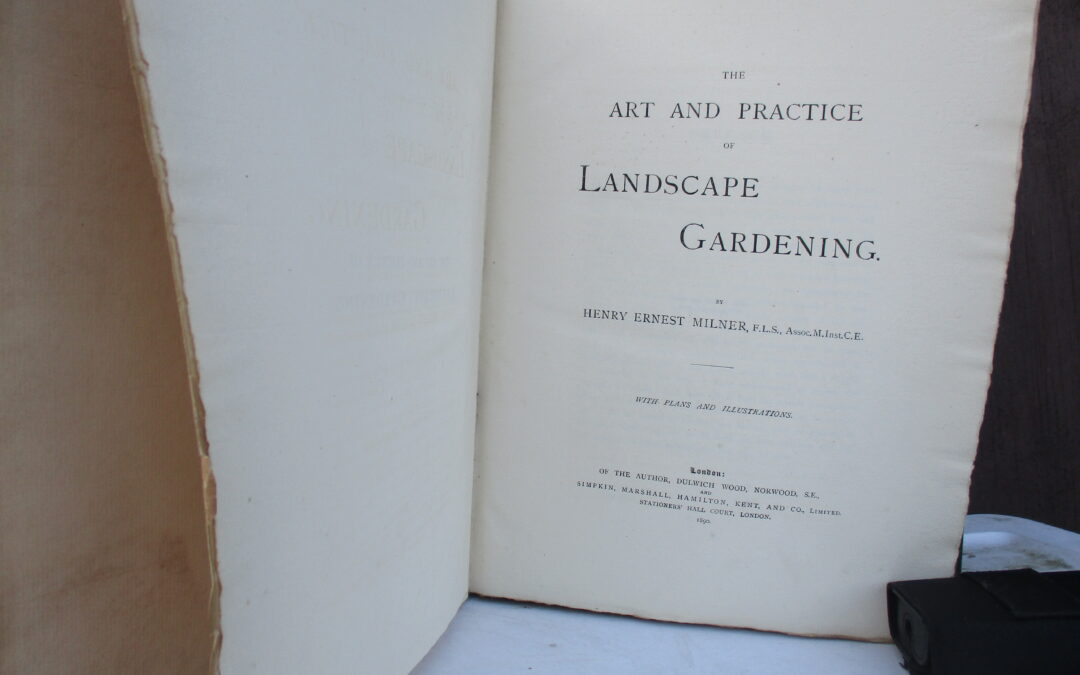 THE
ART AND PRACTICE
OF
LANDSCAPE
GARDENING.
BY
HENRY ERNEST MILNER, F.L.S., Assoc.M.Inst.C.E.
WITH PLANS AND ILLUSTRATIONS.
London:
OF THE AUTHOR, DULWICH WOOD, NORWOOD, S.E.,
AND
SIMPKIN, MARSHALL, HAMILTON, KENT, AND CO., LIMITED,
STATIONERS' HALL COURT, LONDON.
1890.